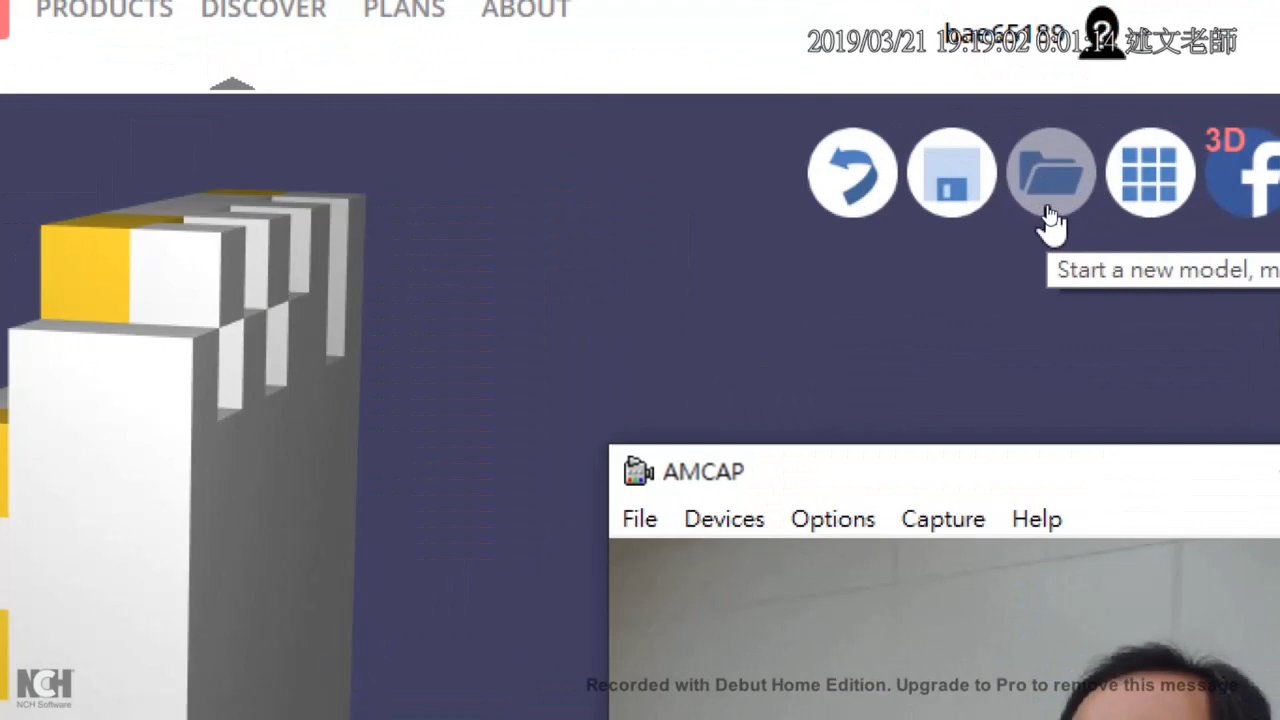 PRODUCTS DISCOVER PLANS ABOUT
bae65189
2019/03/21 19:19:02 0:01:14 述文老師
3D
Start a new model, m
AMCAP
File Devices Options Capture Help
NCH
NCH Software
Recorded with Debut Home Edition. Upgrade to Pro to remove this message